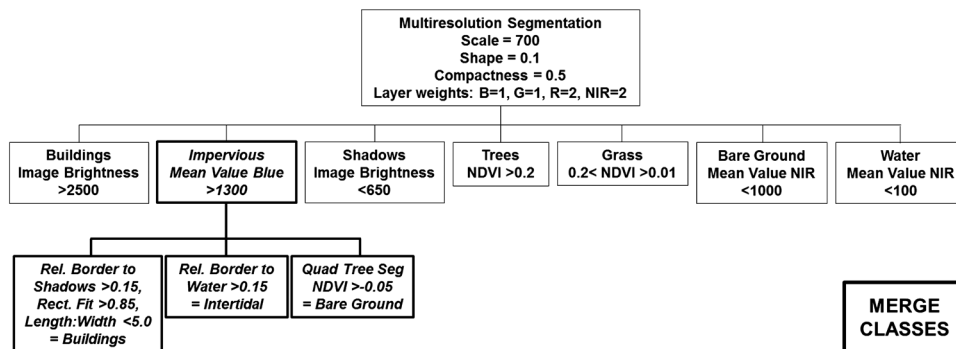 Multiresolution Segmentation
Scale = 700
Shape = 0.1
Compactness = 0.5
Layer weights: B=1, G=1, R=2, NIR=2
Buildings
Image Brightness
>2500
Impervious
Mean Value Blue
>1300
Shadows
Image Brightness
<650
Trees
NDVI >0.2
Grass
0.2< NDVI >0.01
Bare Ground
Mean Value NIR
<1000
Water
Mean Value NIR
<100
Rel. Border to
Shadows >0.15,
Rect. Fit >0.85,
Length:Width <5.0
= Buildings
Rel. Border to
Water >0.15
= Intertidal
Quad Tree Seg
NDVI >-0.05
= Bare Ground
MERGE
CLASSES